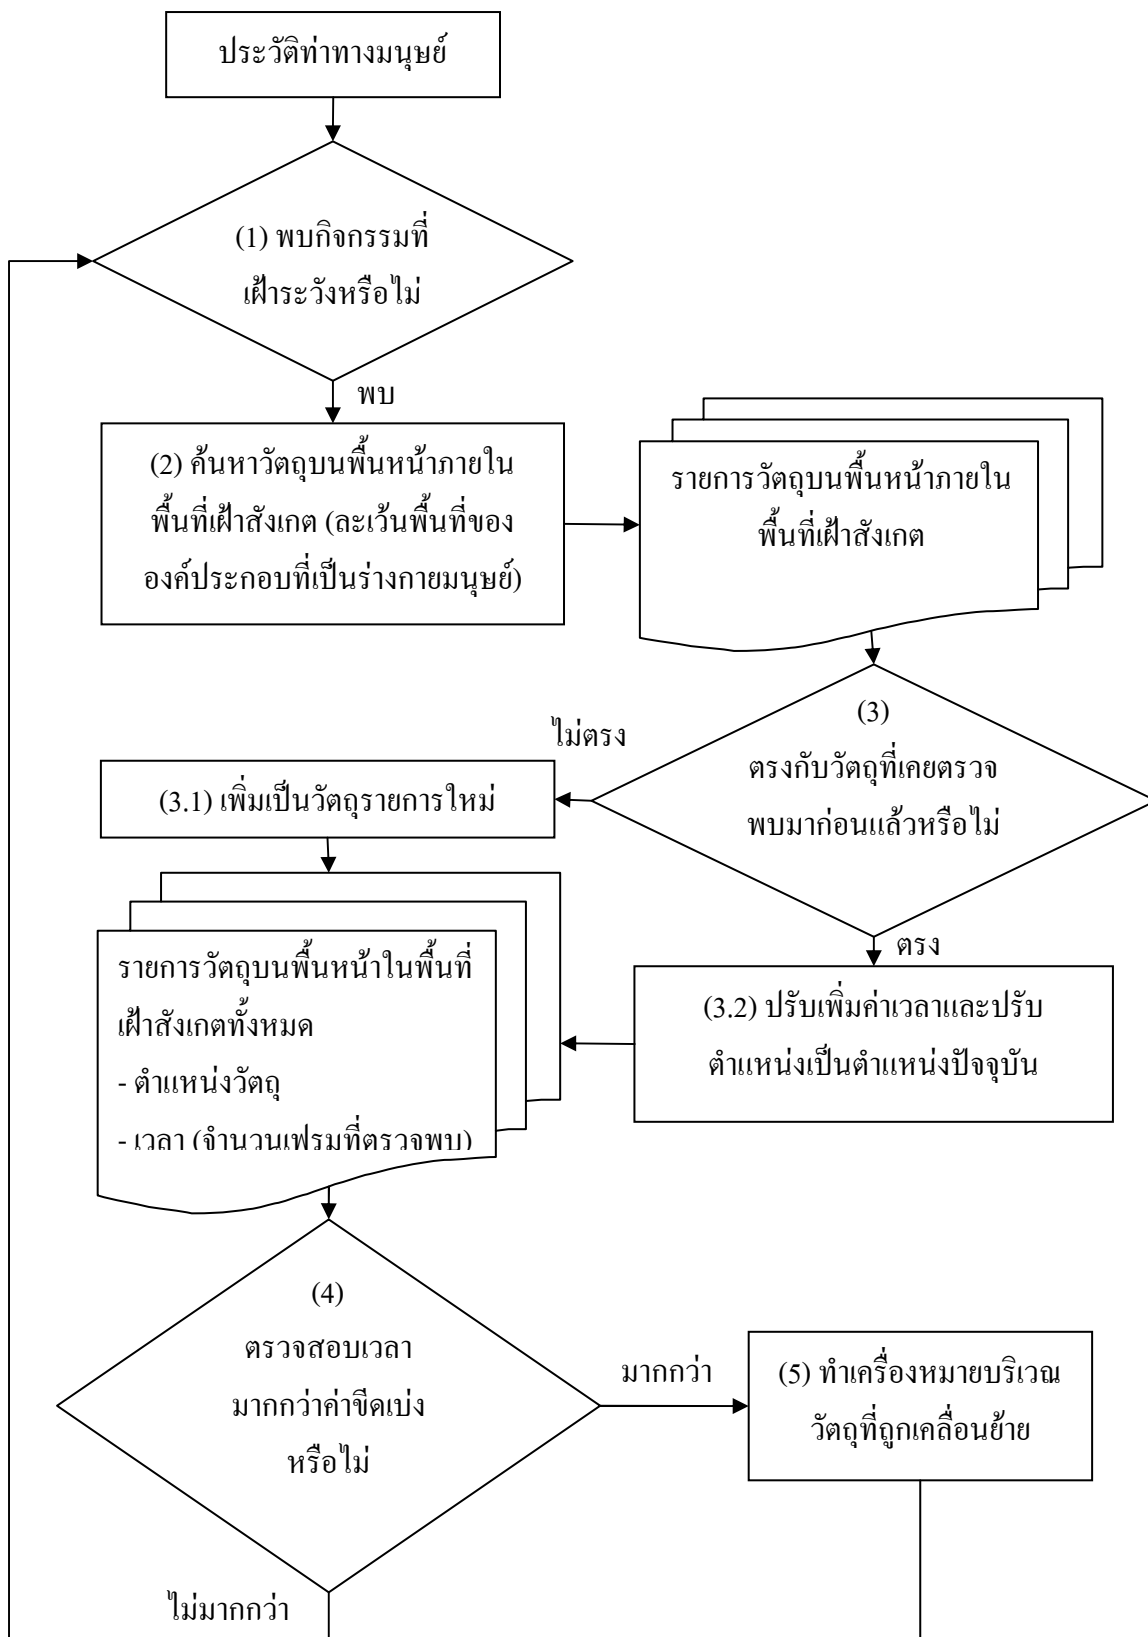 ประวัติท่าทางมนุษย์
(1) พบกิจกรรมที่
เฝ้าระวังหรือไม่
พบ
(2) ค้นหาวัตถุบนพื้นหน้าภายใน
พื้นที่เฝ้าสังเกต (ละเว้นพื้นที่ของ
องค์ประกอบที่เป็นร่างกายมนุษย์)
รายการวัตถุบนพื้นหน้าภายใน
พื้นที่เฝ้าสังเกต
(3)
ตรงกับวัตถุที่เคยตรวจ
พบมาก่อนแล้วหรือไม่
ไม่ตรง
(3.1) เพิ่มเป็นวัตถุรายการใหม่
ตรง
(3.2) ปรับเพิ่มค่าเวลาและปรับ
ตำแหน่งเป็นตำแหน่งปัจจุบัน
รายการวัตถุบนพื้นหน้าในพื้นที่
เฝ้าสังเกตทั้งหมด
- ตำแหน่งวัตถุ
- เวลา (จำนวนเฟรมที่ตรวจพบ)
(4)
ตรวจสอบเวลา
มากกว่าค่าขีดเบ่ง
หรือไม่
มากกว่า
(5) ทำเครื่องหมายบริเวณ
วัตถุที่ถูกเคลื่อนย้าย
ไม่มากกว่า